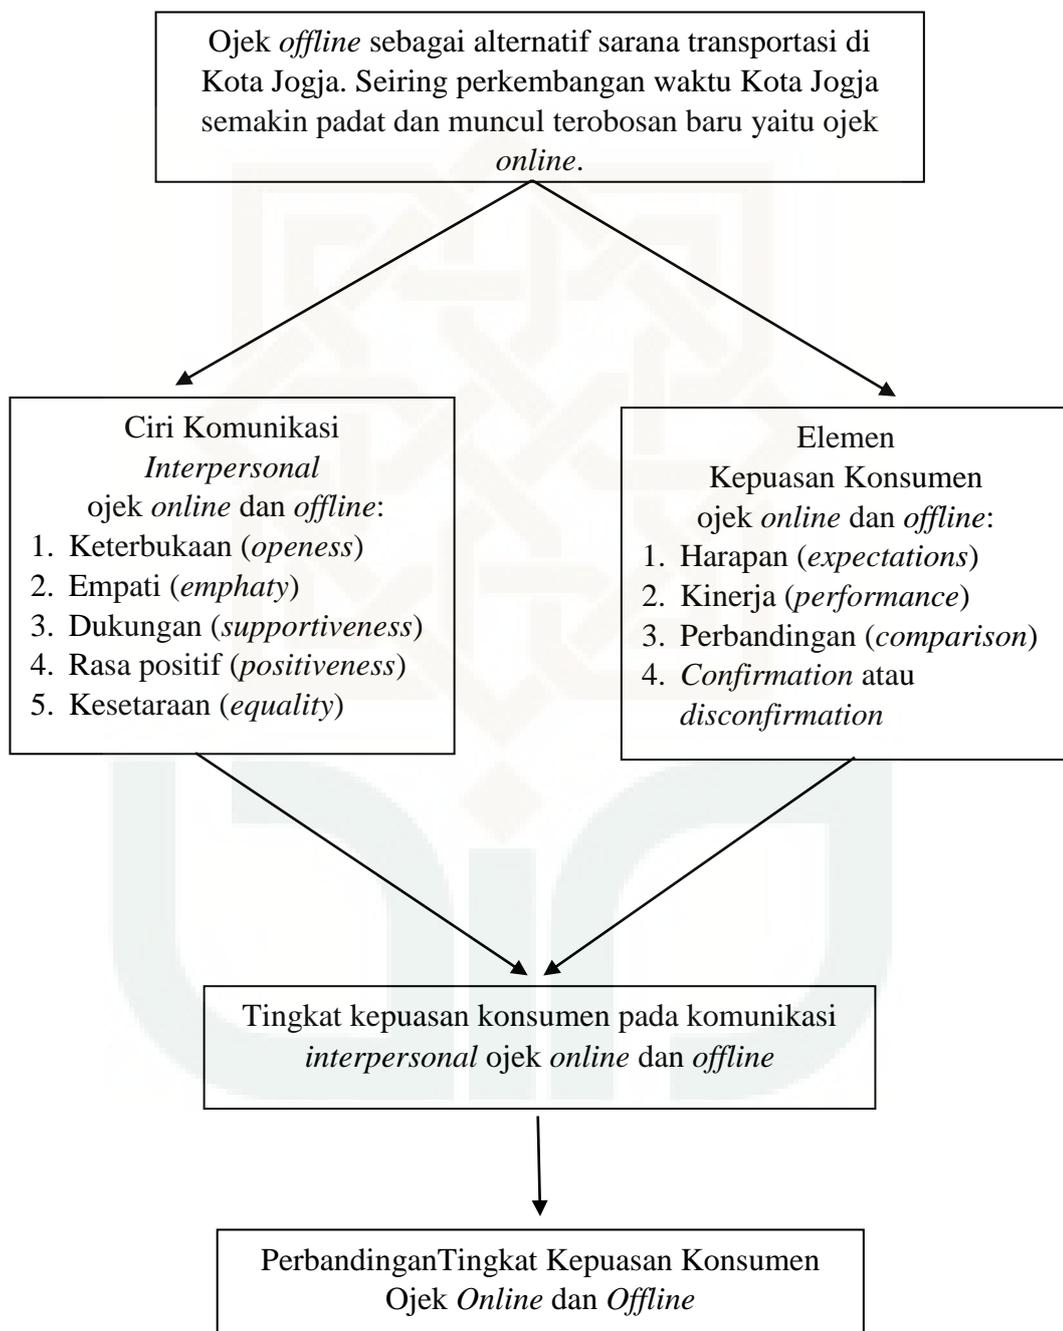 Ojek offline sebagai alternatif sarana transportasi di
Kota Jogja. Seiring perkembangan waktu Kota Jogja
semakin padat dan muncul terobosan baru yaitu ojek
online.
Ciri Komunikasi
Interpersonal
ojek online dan offline:
1. Keterbukaan (openess)
2. Empati (emphaty)
3. Dukungan (supportiveness)
4. Rasa positif (positiveness)
5. Kesetaraan (equality)
Elemen
Kepuasan Konsumen
ojek online dan offline:
1. Harapan (expectations)
2. Kinerja (performance)
3. Perbandingan (comparison)
4. Confirmation atau
disconfirmation
Tingkat kepuasan konsumen pada komunikasi
interpersonal ojek online dan offline
PerbandinganTingkat Kepuasan Konsumen
Ojek Online dan Offline